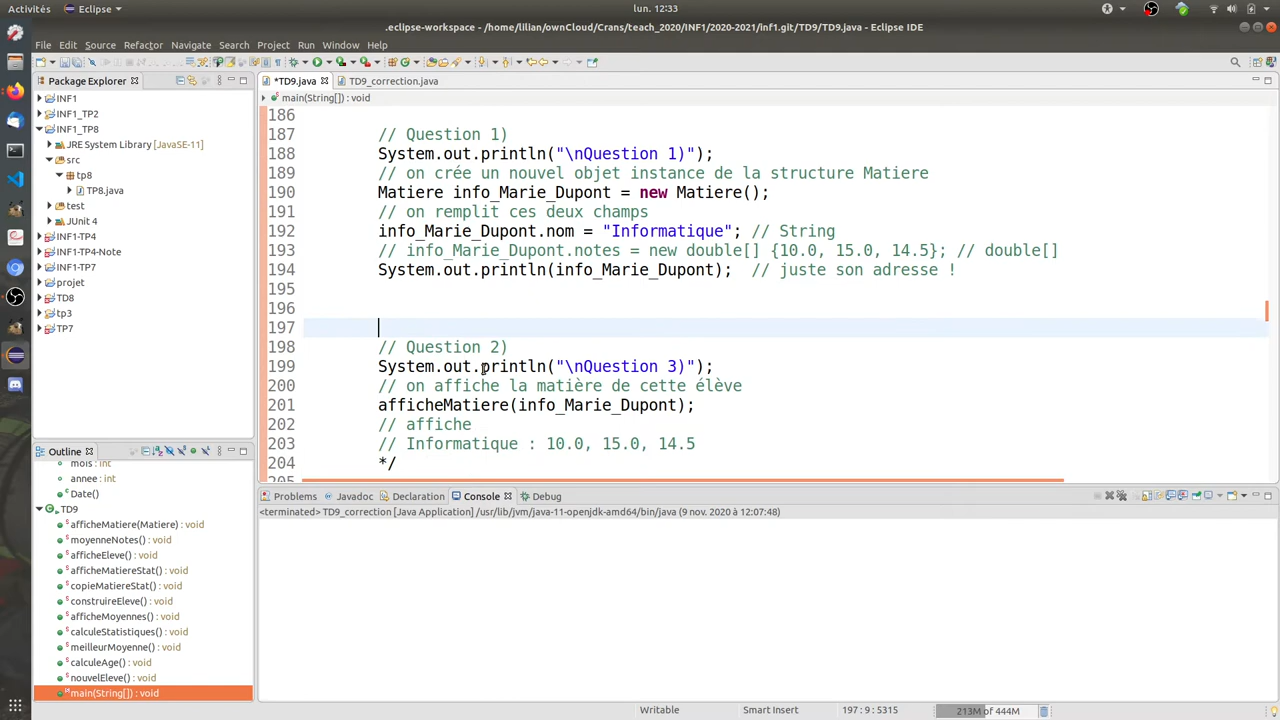 Activités
lun. 12:33
.eclipse-workspace - /home/lilian/ownCloud/Crans/teach_2020/INF1/2020-2021/inf1.git/TD9/TD9.java - Eclipse IDE
File Edit Source Refactor Navigate Search Project Run Window Help
Package Explorer
INF1
INF1_TP2
INF1_TP8
JRE System Library [JavaSE-11]
src
tp8
TP8.java
test
JUnit 4
INF1-TP4
INF1-TP4-Note
INF1-TP7
projet
TD8
tp3
TP7
Outline
mois : int
annee : int
Date()
TD9
afficheMatiere(Matiere) : void
moyenneNotes() : void
afficheEleve() : void
afficheMatiereStat() : void
copieMatiereStat() : void
construireEleve() : void
afficheMoyennes() : void
calculeStatistiques() : void
meilleurMoyenne() : void
calculeAge() : void
nouvelEleve() : void
main(String[]) : void
*TD9.java TD9_correction.java
main(String[]) : void
186
187 // Question 1)
188 System.out.println("\nQuestion 1)");
189 // on crée un nouvel objet instance de la structure Matiere
190 Matiere info_Marie_Dupont = new Matiere();
191 // on remplit ces deux champs
192 info_Marie_Dupont.nom = "Informatique"; // String
193 // info_Marie_Dupont.notes = new double[] {10.0, 15.0, 14.5}; // double[]
194 System.out.println(info_Marie_Dupont);  // juste son adresse !
195
196
197
198 // Question 2)
199 System.out.println("\nQuestion 3)");
200 // on affiche la matière de cette élève
201 afficheMatiere(info_Marie_Dupont);
202 // affiche
203 // Informatique : 10.0, 15.0, 14.5
204 */
205
Problems Javadoc Declaration Console Debug
<terminated> TD9_correction [Java Application] /usr/lib/jvm/java-11-openjdk-amd64/bin/java (9 nov. 2020 à 12:07:48)
Writable Smart Insert 197 : 9 : 5315 213M of 444M